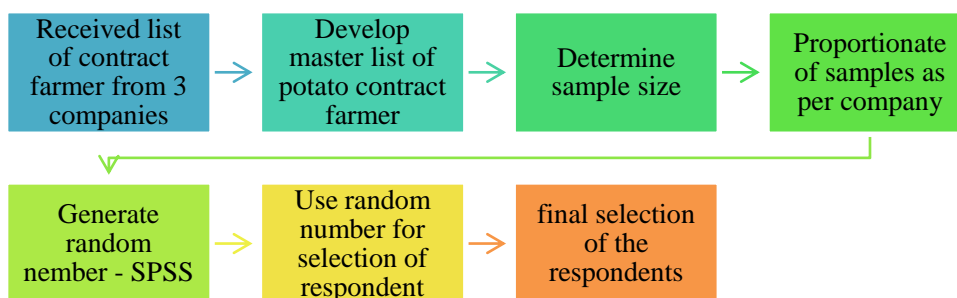 Received list
of contract
farmer from 3
companies
Develop
master list of
potato contract
farmer
Determine
sample size
Proportionate
of samples as
per company
Generate
random
nember - SPSS
Use random
number for
selection of
respondent
final selection
of the
respondents